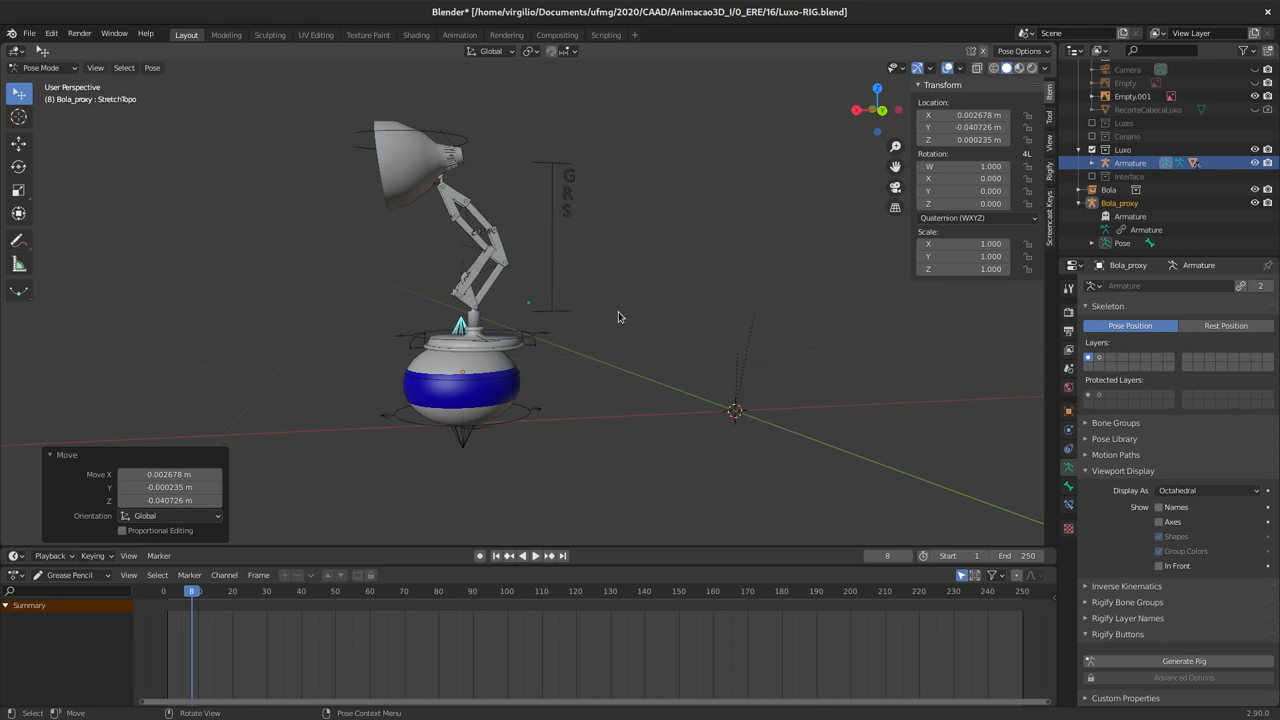 Blender* [/home/virgilio/Documents/ufmg/2020/CAAD/Animacao3D_I/0_ERE/16/Luxo-RIG.blend]
File Edit Render Window Help Layout Modeling Sculpting UV Editing Texture Paint Shading Animation Rendering Compositing Scripting + Scene View Layer
Global Pose Options
Pose Mode View Select Pose
User Perspective
(8) Bola_proxy : StretchTopo
G
R
S
Transform
Location:
X 0.002678 m
Y -0.040726 m
Z 0.000235 m
Rotation: 4L
W 1.000
X 0.000
Y 0.000
Z 0.000
Quaternion (WXYZ)
Scale:
X 1.000
Y 1.000
Z 1.000
Item
Tool
View
Rigify
Screencast Keys
Camera
Empty
Empty.001
RecorteCabecaLuxo
Luzes
Cenario
Luxo
Armature
Interface
Bola
Bola_proxy
Armature
Armature
Pose
Bola_proxy Armature
Armature 2
Skeleton
Pose Position Rest Position
Layers:
Protected Layers:
Bone Groups
Pose Library
Motion Paths
Viewport Display
Display As Octahedral
Show Names
Axes
Shapes
Group Colors
In Front
Inverse Kinematics
Rigify Bone Groups
Rigify Layer Names
Rigify Buttons
Generate Rig
Advanced Options
Custom Properties
Move
Move X 0.002678 m
Y -0.000235 m
Z -0.040726 m
Orientation Global
Proportional Editing
Playback Keying View Marker 8 Start 1 End 250
Grease Pencil View Select Marker Channel Frame
0 8 20 30 40 50 60 70 80 90 100 110 120 130 140 150 160 170 180 190 200 210 220 230 240 250
Summary
Select Move Rotate View Pose Context Menu 2.90.0